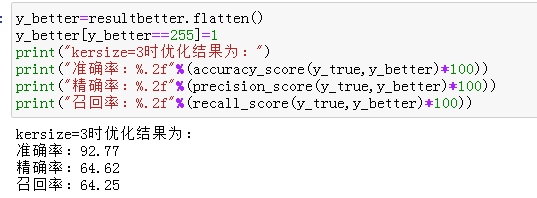 y_better=resultbetter.flatten()
y_better[y_better==255]=1
print("kersize=3时优化结果为：")
print("准确率：%.2f"%(accuracy_score(y_true,y_better)*100))
print("精确率：%.2f"%(precision_score(y_true,y_better)*100))
print("召回率：%.2f"%(recall_score(y_true,y_better)*100))
kersize=3时优化结果为：
准确率：92.77
精确率：64.62
召回率：64.25